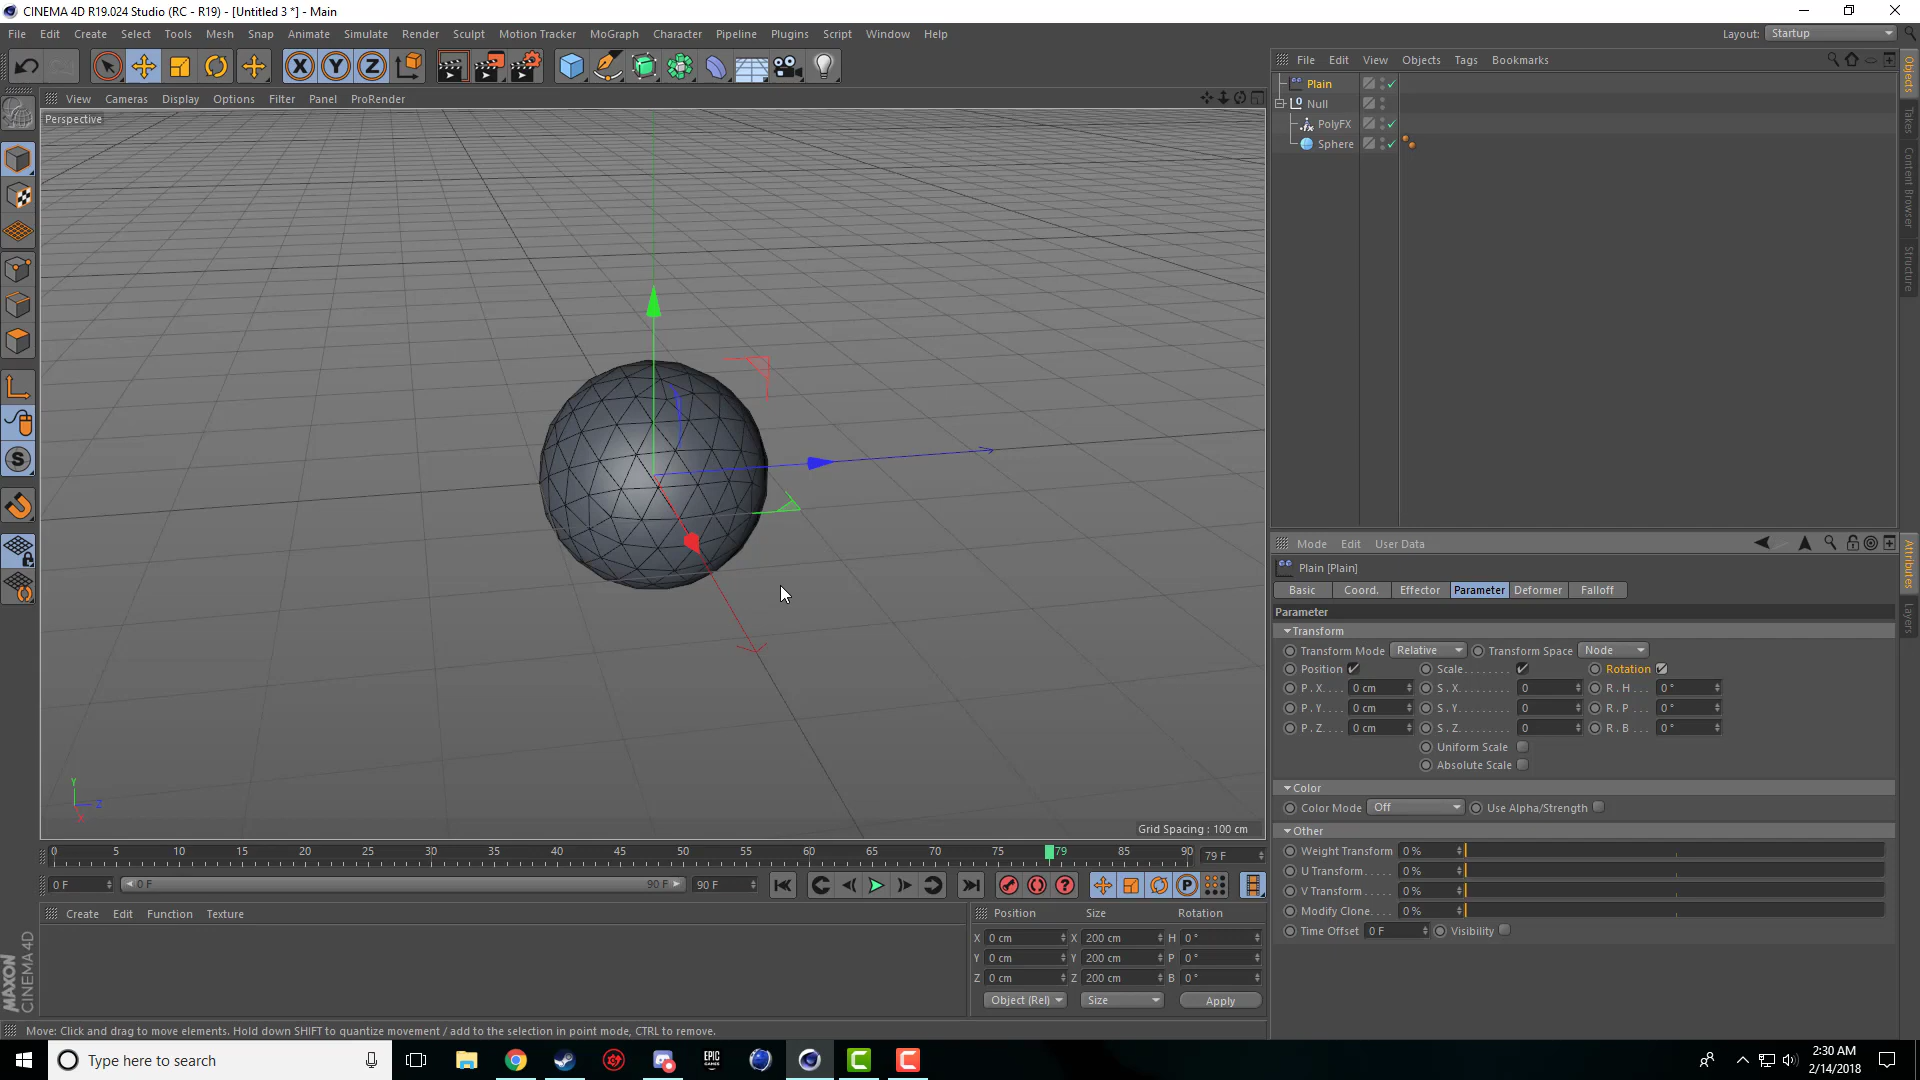 CINEMA 4D R19.024 Studio (RC - R19) - [Untitled 3 *] - Main
File Edit Create Select Tools Mesh Snap Animate Simulate Render Sculpt Motion Tracker MoGraph Character Pipeline Plugins Script Window Help
Layout: Startup
File Edit View Objects Tags Bookmarks
View Cameras Display Options Filter Panel ProRender
Perspective
Plain
Null
PolyFX
Sphere
Objects
Takes
Content Browser
Structure
Mode Edit User Data
Plain [Plain]
Basic Coord. Effector Parameter Deformer Falloff
Parameter
Transform
Transform Mode Relative Transform Space Node
Position Scale........ Rotation
P . X.... 0 cm S . X......... 0 R . H... 0 °
P . Y.... 0 cm S . Y......... 0 R . P... 0 °
P . Z.... 0 cm S . Z......... 0 R . B... 0 °
Uniform Scale
Absolute Scale
Color
Color Mode Off Use Alpha/Strength
Other
Weight Transform 0 %
U Transform..... 0 %
V Transform..... 0 %
Modify Clone.... 0 %
Time Offset 0 F Visibility
Attributes
Layers
Y
Z
X
Grid Spacing : 100 cm
0 5 10 15 20 25 30 35 40 45 50 55 60 65 70 75 79 85 90 79 F
0 F 0 F 90 F 90 F
Create Edit Function Texture
Position Size Rotation
X 0 cm X 200 cm H 0 °
Y 0 cm Y 200 cm P 0 °
Z 0 cm Z 200 cm B 0 °
Object (Rel) Size Apply
MAXON
CINEMA 4D
Move: Click and drag to move elements. Hold down SHIFT to quantize movement / add to the selection in point mode, CTRL to remove.
Type here to search
EPIC
GAMES
2:30 AM
2/14/2018